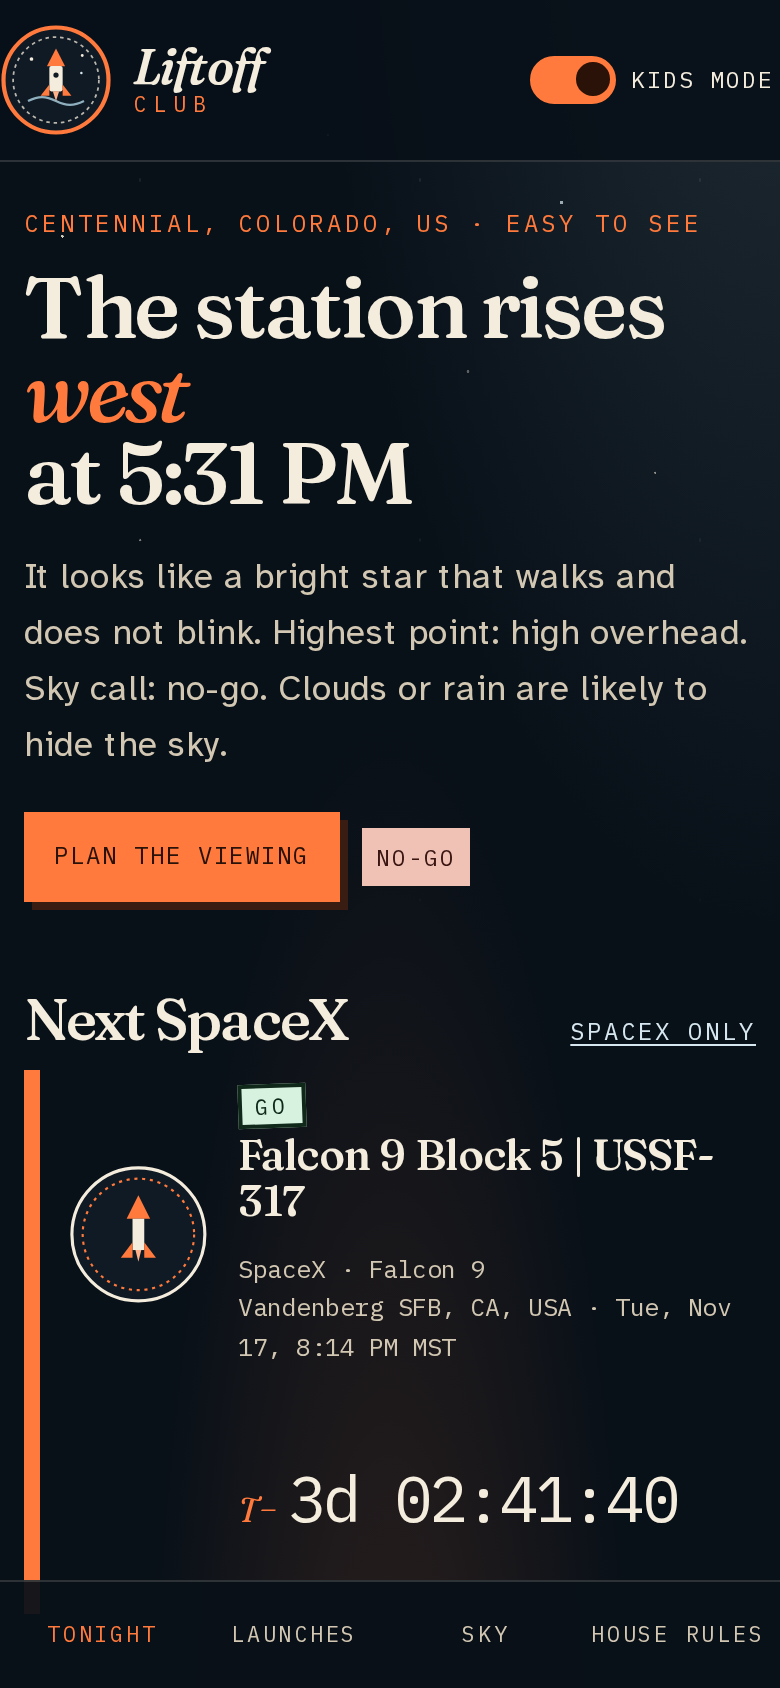 Liftoff
CLUB
KIDS MODE
CENTENNIAL, COLORADO, US · EASY TO SEE
The station rises
west
at 5:31 PM
It looks like a bright star that walks and
does not blink. Highest point: high overhead.
Sky call: no-go. Clouds or rain are likely to
hide the sky.
PLAN THE VIEWING
NO-GO
Next SpaceX
SPACEX ONLY
GO
Falcon 9 Block 5 | USSF-
317
SpaceX · Falcon 9
Vandenberg SFB, CA, USA · Tue, Nov
17, 8:14 PM MST
T− 3d 02:41:40
TONIGHT
LAUNCHES
SKY
HOUSE RULES